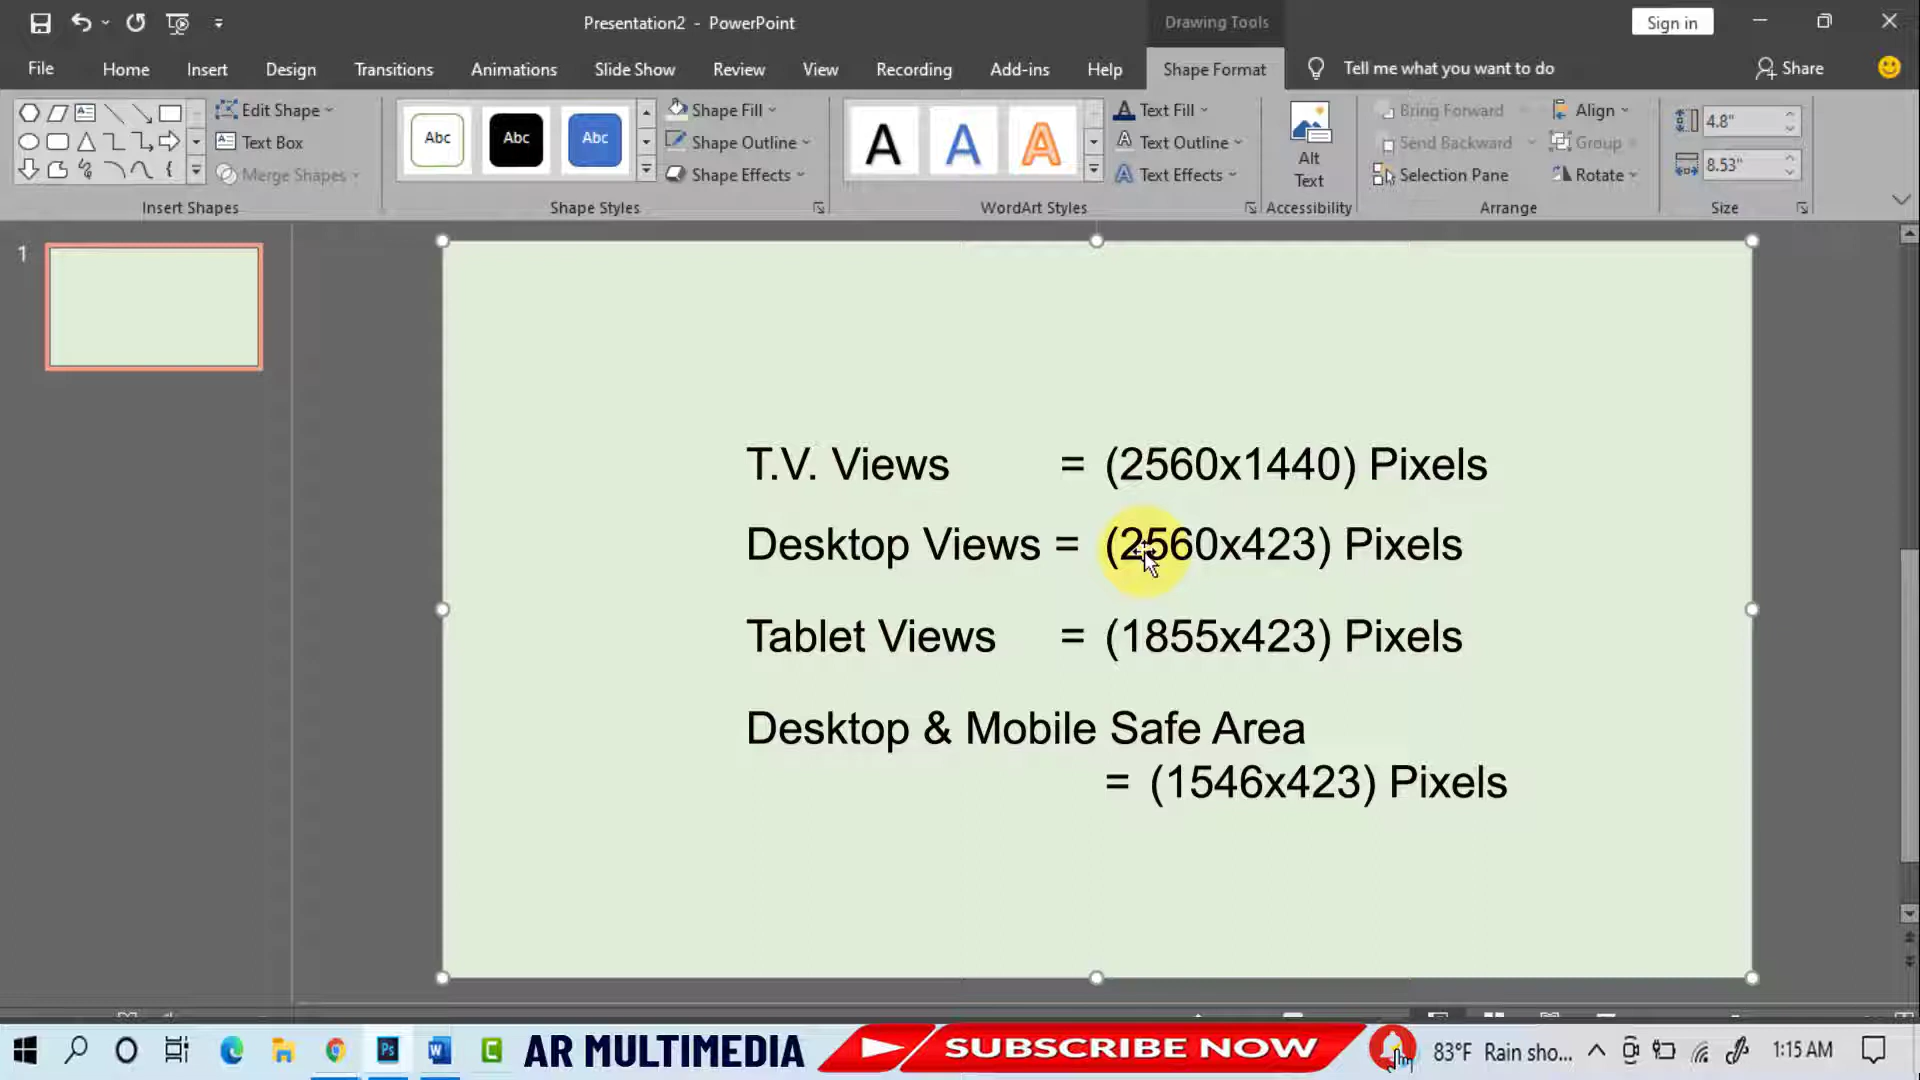 Presentation2 - PowerPoint
Drawing Tools
Sign in
File Home Insert Design Transitions Animations Slide Show Review View Recording Add-ins Help Shape Format Tell me what you want to do Share
Edit Shape
Text Box
Merge Shapes
Insert Shapes
Abc Abc Abc
Shape Fill
Shape Outline
Shape Effects
Shape Styles
A A A
Text Fill
Text Outline
Text Effects
WordArt Styles
Alt
Text
Accessibility
Bring Forward
Send Backward
Selection Pane
Align
Group
Rotate
Arrange
4.8"
8.53"
Size
1
T.V. Views = (2560x1440) Pixels
Desktop Views = (2560x423) Pixels
Tablet Views = (1855x423) Pixels
Desktop & Mobile Safe Area
= (1546x423) Pixels
Ps
W
C
AR MULTIMEDIA
SUBSCRIBE NOW
83°F Rain sho...
1:15 AM